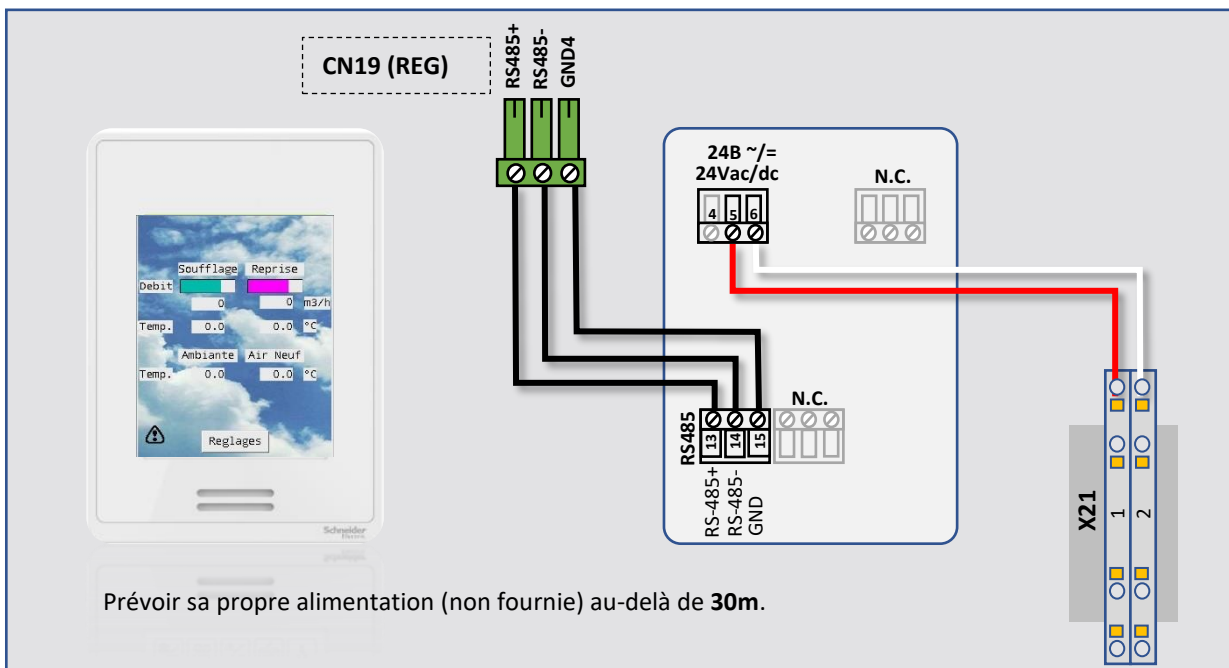 CN19 (REG)
RS485+
RS485-
GND4
24B ~/=
24Vac/dc
4 5 6
N.C.
Soufflage Reprise
Debit
0 0 m3/h
Temp. 0.0 0.0 °C
Ambiante Air Neuf
Temp. 0.0 0.0 °C
Reglages
Schneider
Electric
N.C.
RS485
13 14 15
RS-485+
RS-485-
GND
X21
1
2
Prévoir sa propre alimentation (non fournie) au-delà de 30m.